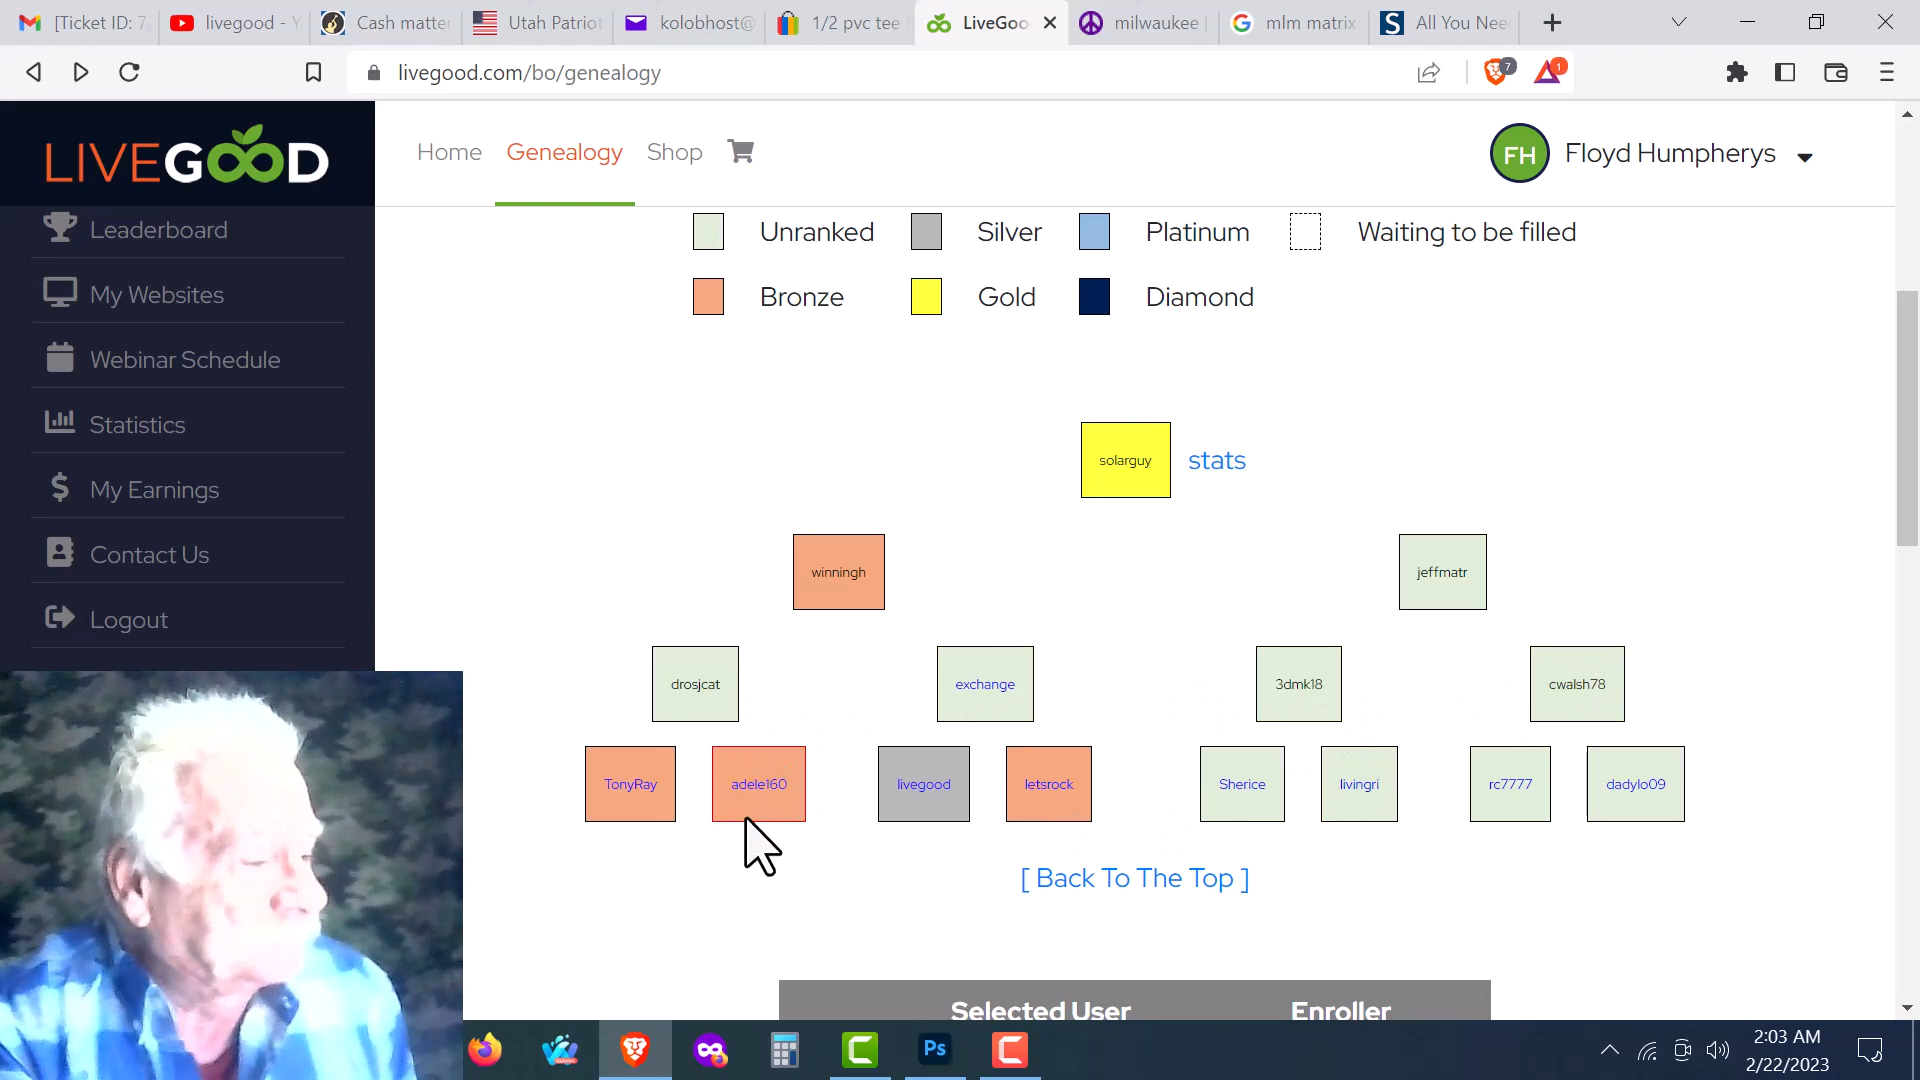 [Ticket ID: 7
livegood - Y
Cash matter
Utah Patriot
kolobhost@
1/2 pvc tee
LiveGoo
milwaukee
mlm matrix
All You Nee
livegood.com/bo/genealogy
7
1
LIVEGOOD
Home
Genealogy
Shop
FH
Floyd Humpherys
Leaderboard
My Websites
Webinar Schedule
Statistics
My Earnings
Contact Us
Logout
Unranked
Silver
Platinum
Waiting to be filled
Bronze
Gold
Diamond
solarguy
stats
winningh
jeffmatr
drosjcat
exchange
3dmk18
cwalsh78
TonyRay
adele160
livegood
letsrock
Sherice
livingri
rc7777
dadylo09
[ Back To The Top ]
Selected User
Enroller
Ps
2:03 AM
2/22/2023